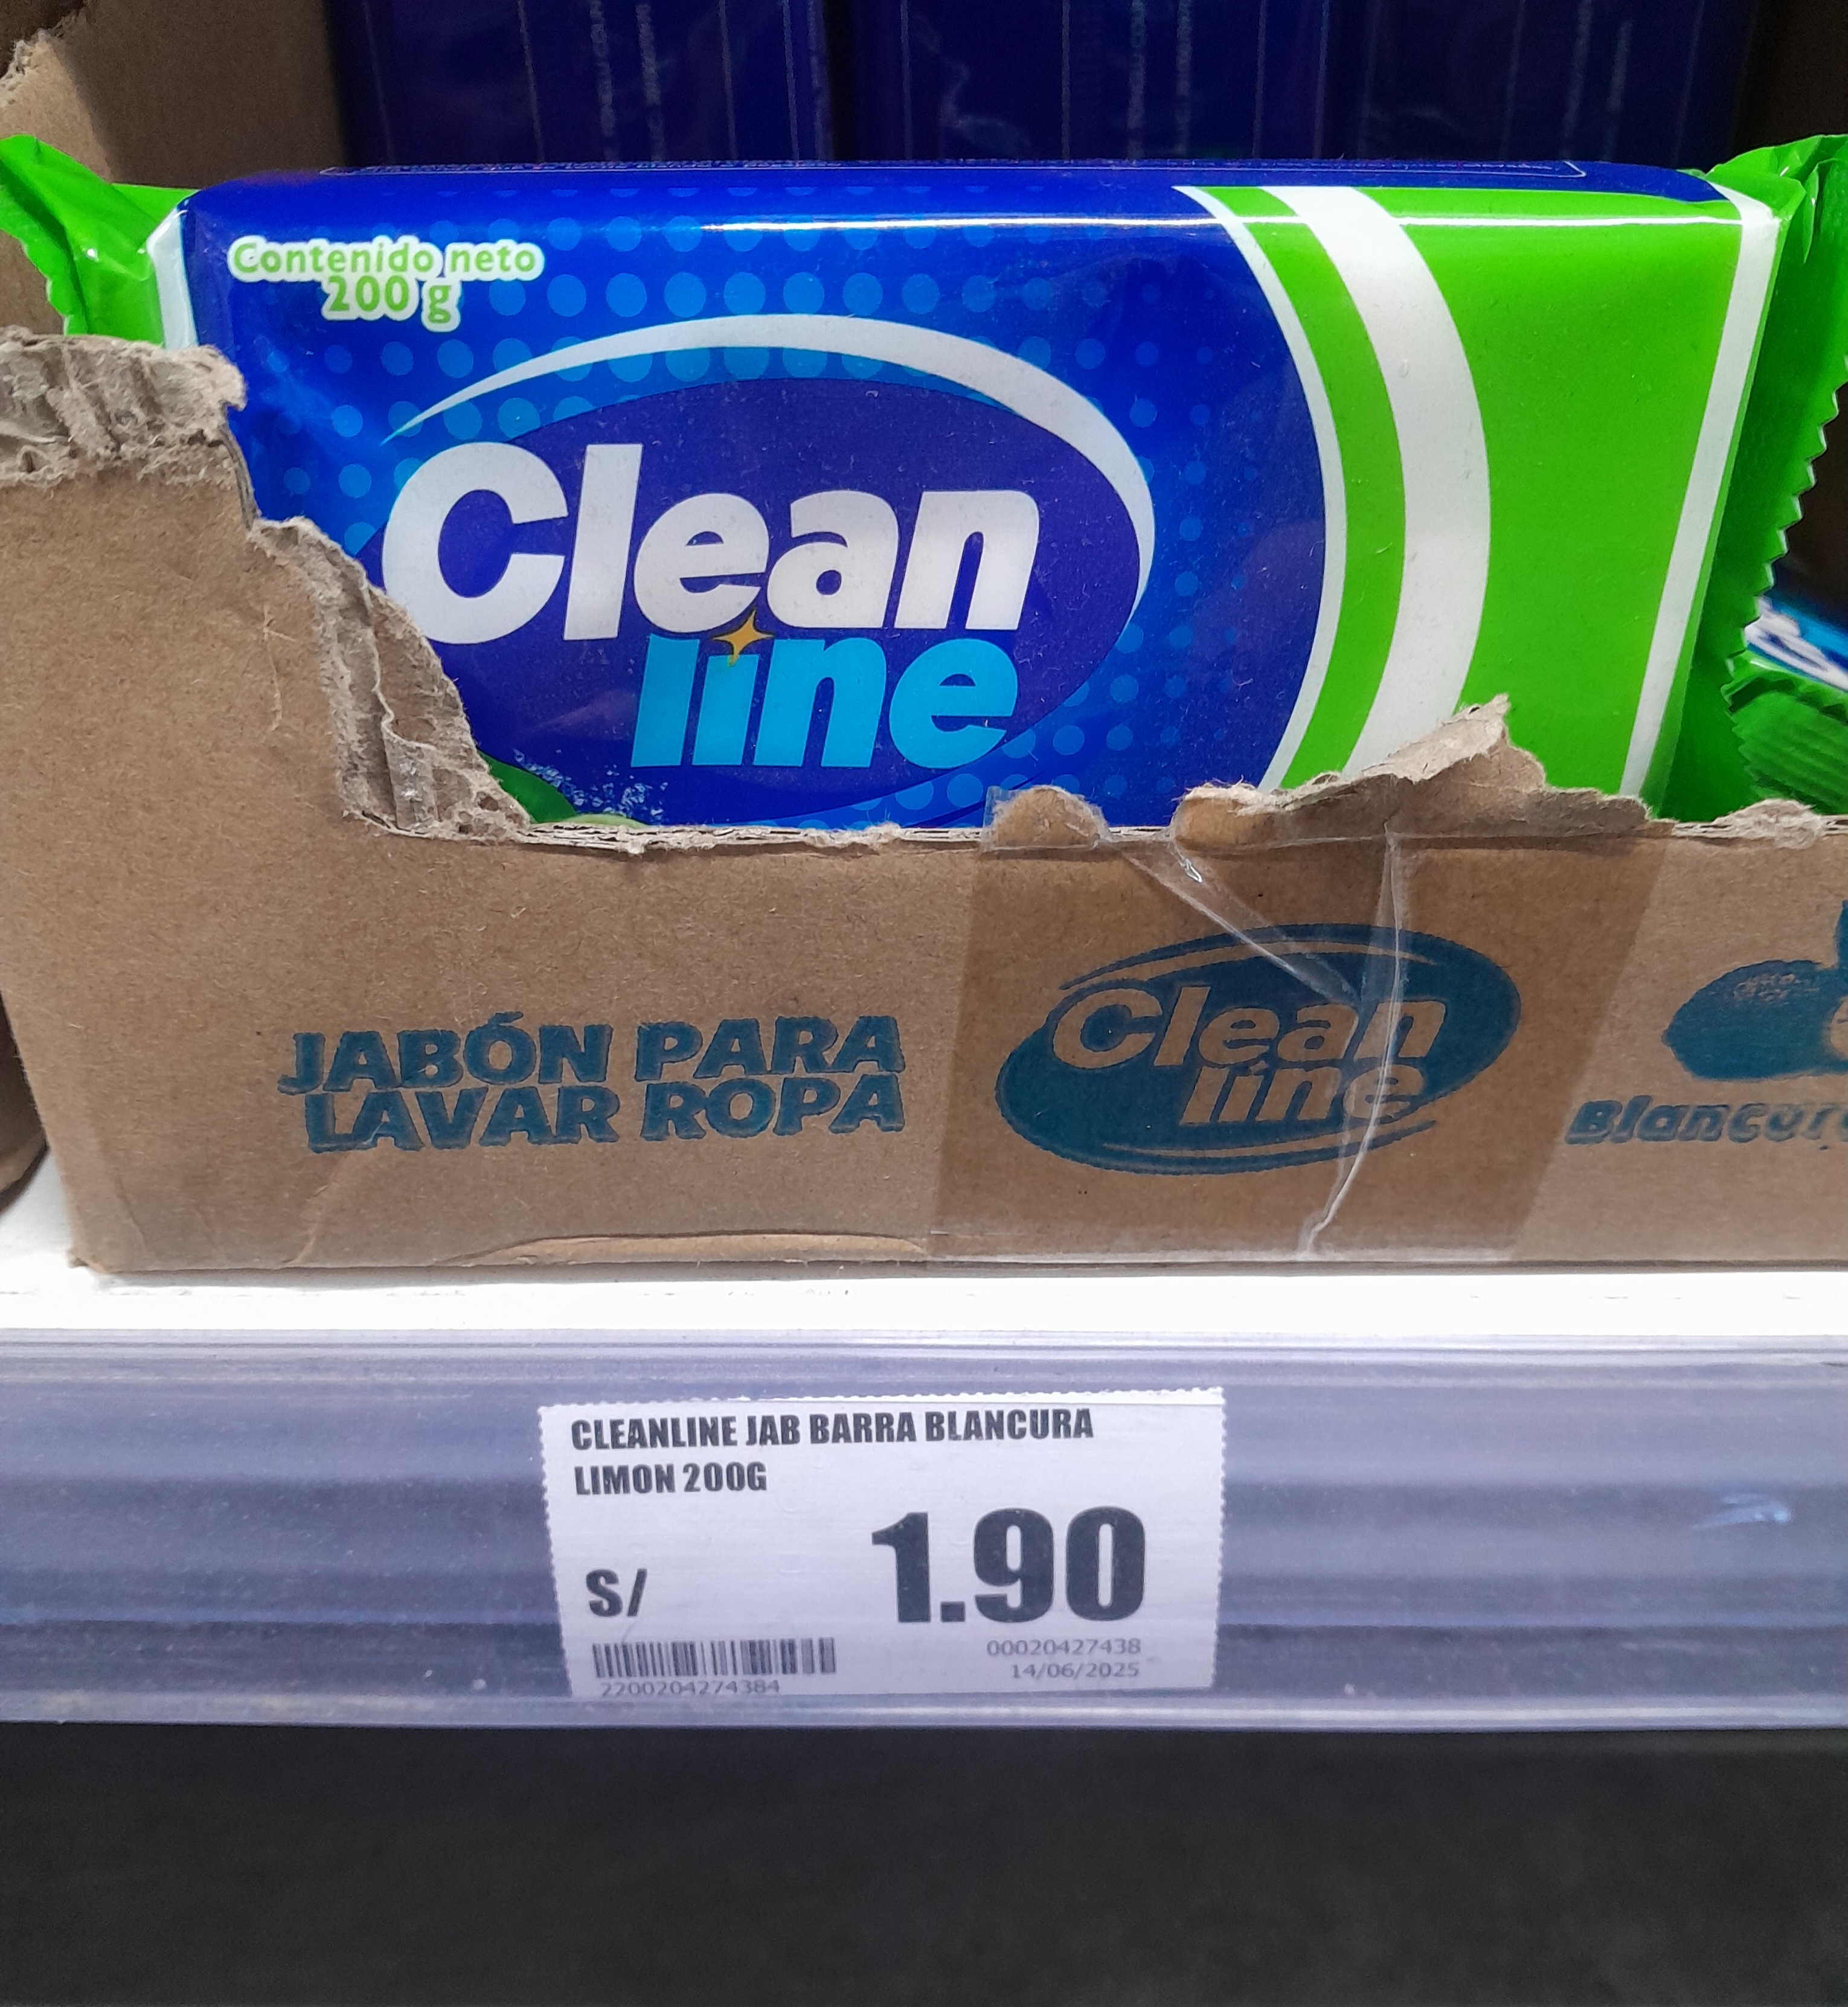 Contenido neto
200 g
Clean
line
JABÓN PARA
LAVAR ROPA
Clean
line
CLEANLINE JAB BARRA BLANCURA
LIMON 200G
S/ 1.90
00020427438
14/06/2025
2200204274384